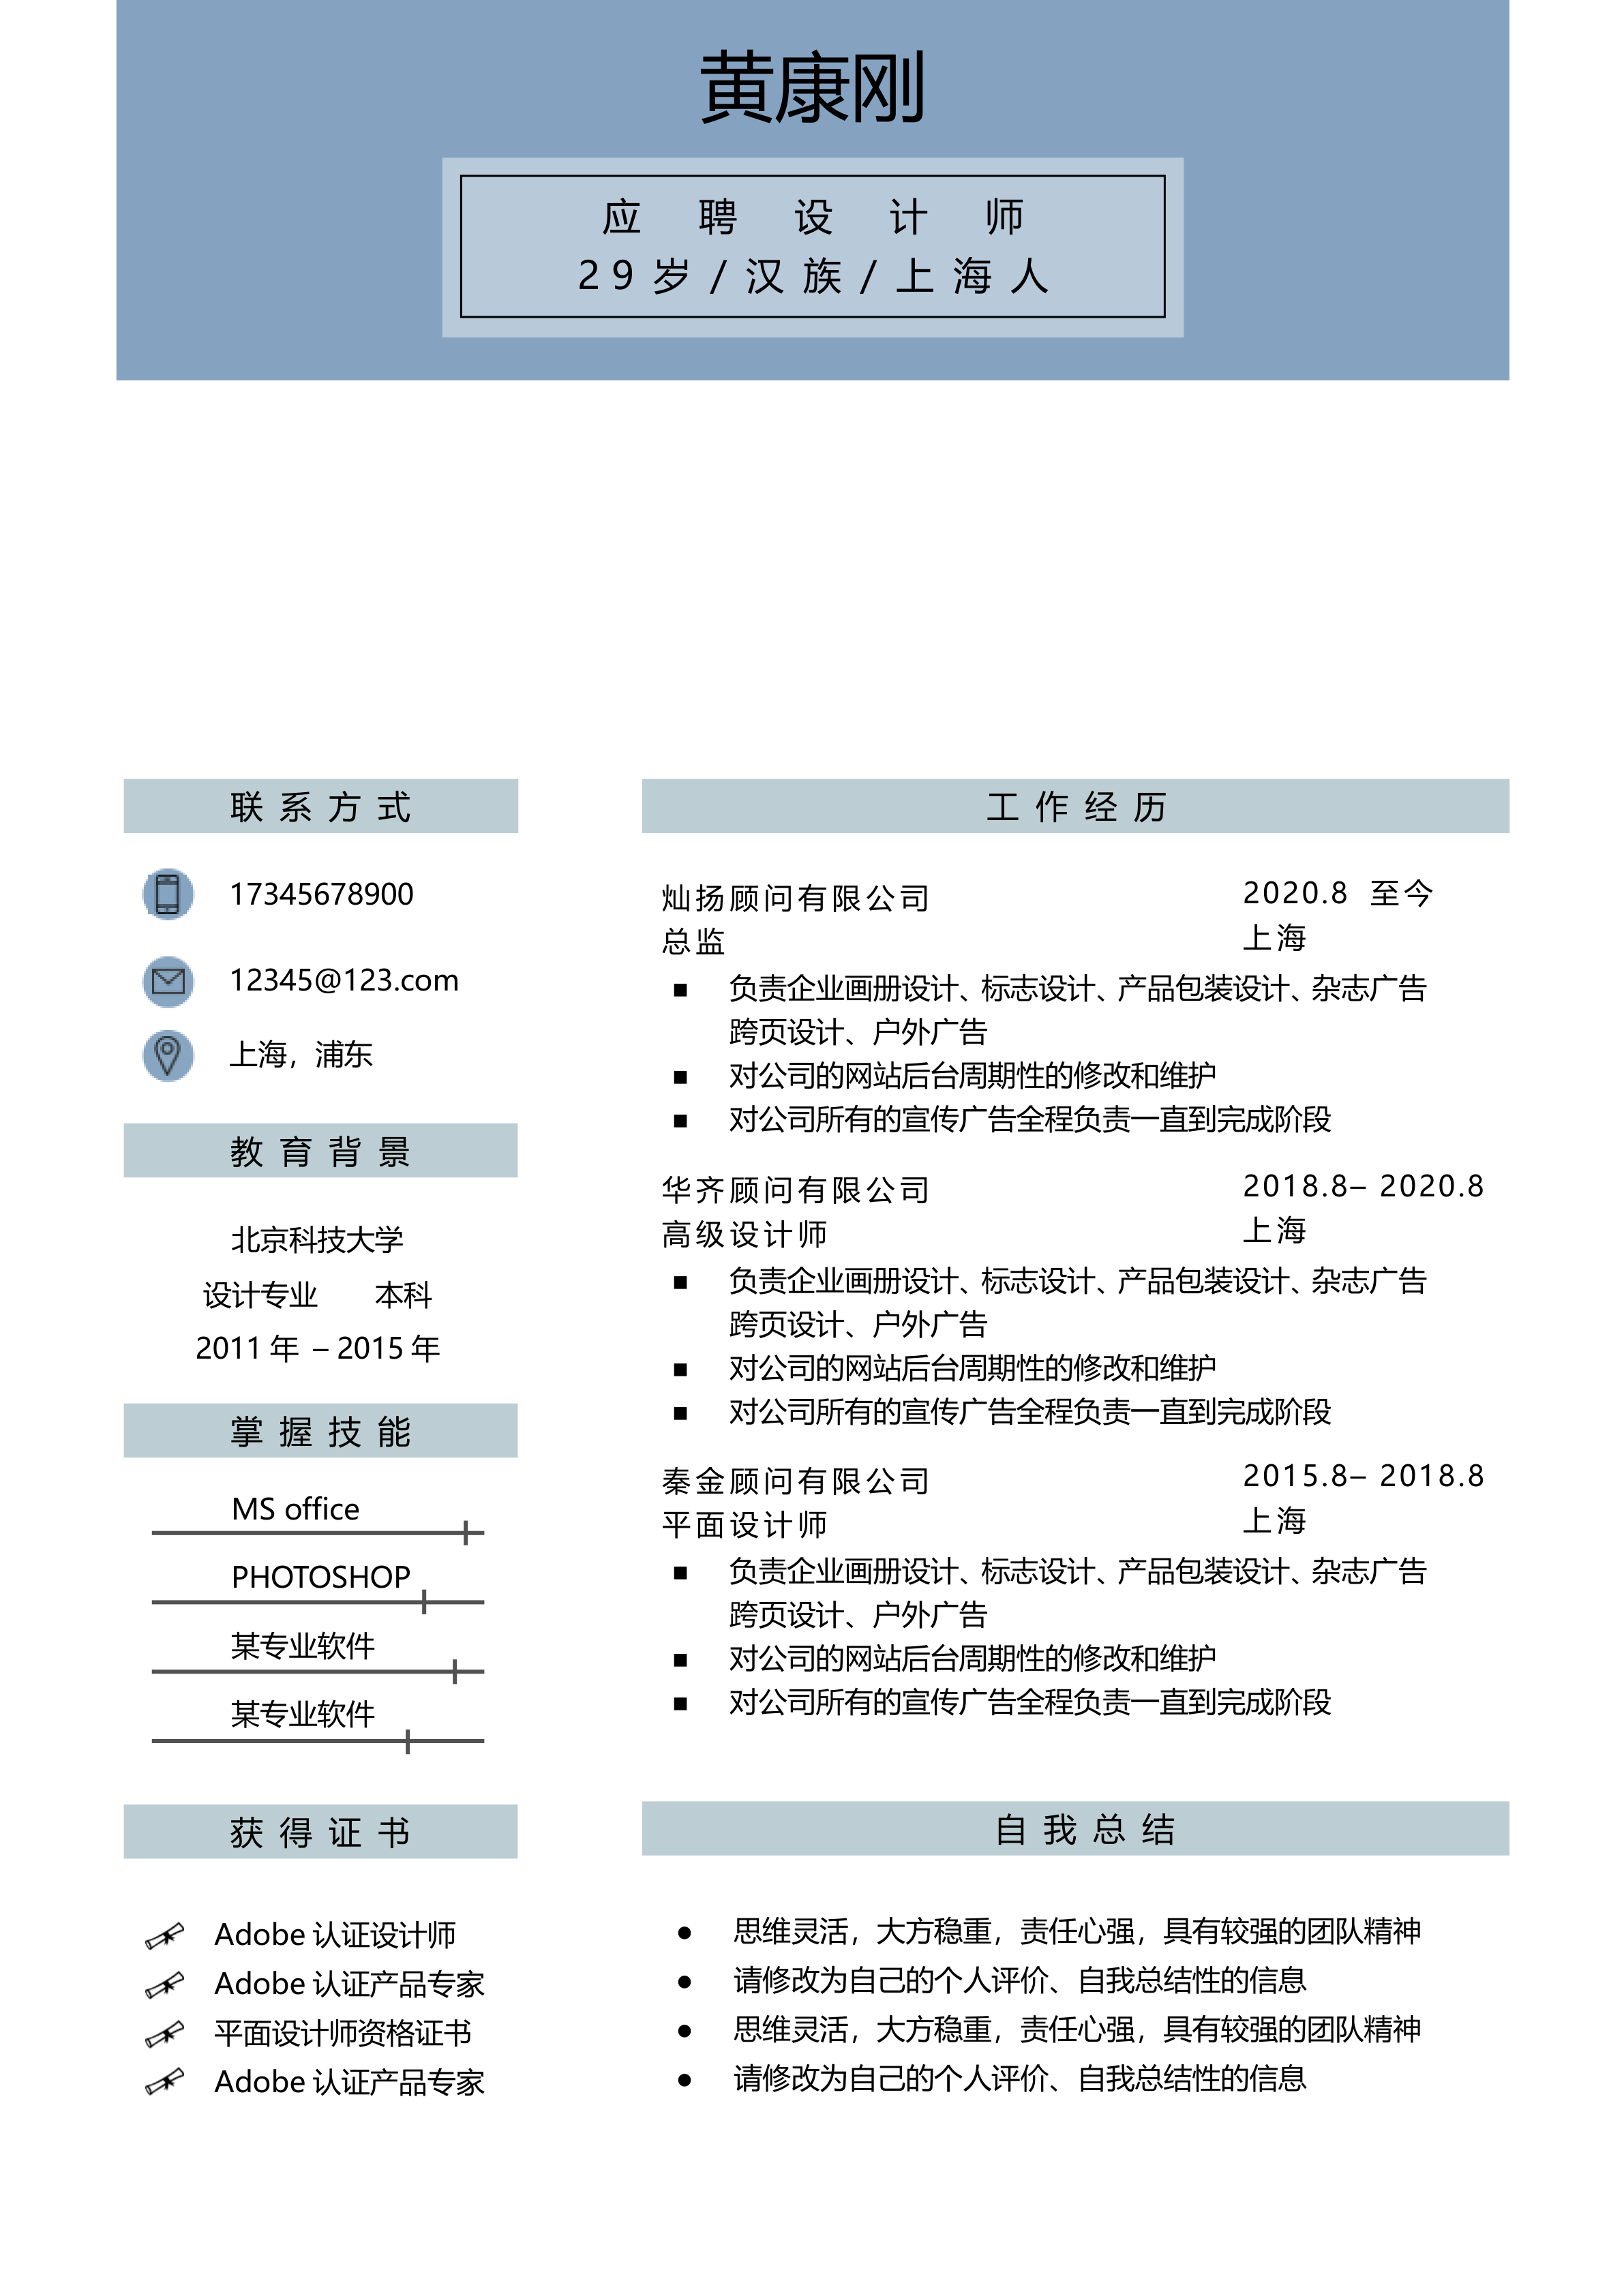 黄康刚
应聘设计师
29岁/汉族/上海人
联系方式
17345678900
12345@123.com
上海，浦东
教育背景
北京科技大学
设计专业 本科
2011 年 – 2015 年
掌握技能
MS office
PHOTOSHOP
某专业软件
某专业软件
获得证书
Adobe 认证设计师
Adobe 认证产品专家
平面设计师资格证书
Adobe 认证产品专家
工作经历
灿扬顾问有限公司 2020.8 至今
总监 上海
■ 负责企业画册设计、标志设计、产品包装设计、杂志广告
跨页设计、户外广告
■ 对公司的网站后台周期性的修改和维护
■ 对公司所有的宣传广告全程负责一直到完成阶段
华齐顾问有限公司 2018.8– 2020.8
高级设计师 上海
■ 负责企业画册设计、标志设计、产品包装设计、杂志广告
跨页设计、户外广告
■ 对公司的网站后台周期性的修改和维护
■ 对公司所有的宣传广告全程负责一直到完成阶段
秦金顾问有限公司 2015.8– 2018.8
平面设计师 上海
■ 负责企业画册设计、标志设计、产品包装设计、杂志广告
跨页设计、户外广告
■ 对公司的网站后台周期性的修改和维护
■ 对公司所有的宣传广告全程负责一直到完成阶段
自我总结
● 思维灵活，大方稳重，责任心强，具有较强的团队精神
● 请修改为自己的个人评价、自我总结性的信息
● 思维灵活，大方稳重，责任心强，具有较强的团队精神
● 请修改为自己的个人评价、自我总结性的信息